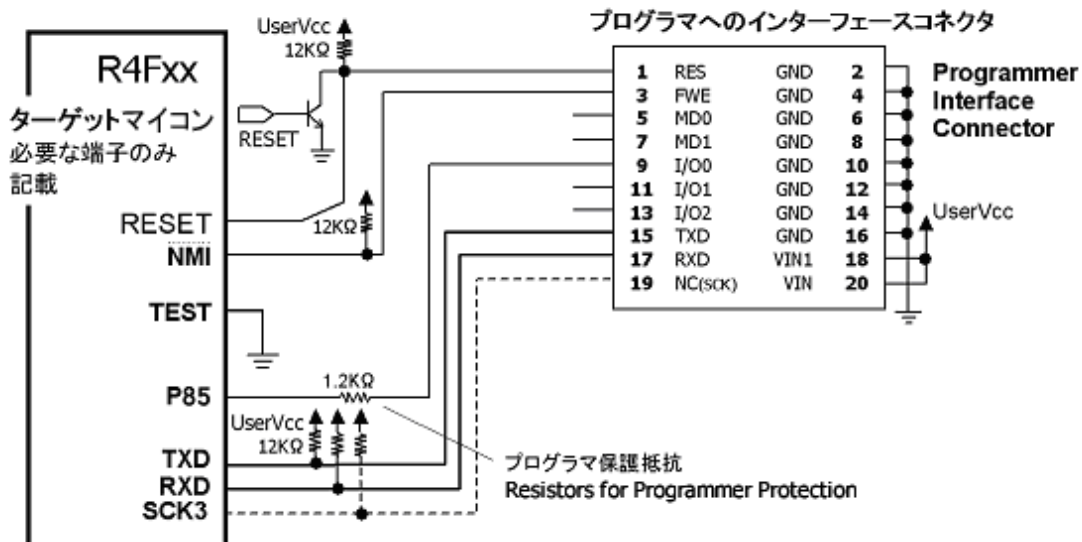 プログラマへのインターフェースコネクタ
UserVcc
12KΩ
R4Fxx
ターゲットマイコン
必要な端子のみ
記載
RESET
1 RES GND 2
3 FWE GND 4
5 MD0 GND 6
7 MD1 GND 8
9 I/O0 GND 10
11 I/O1 GND 12
13 I/O2 GND 14
15 TXD GND 16
17 RXD VIN1 18
19 NC(SCK) VIN 20
Programmer
Interface
Connector
UserVcc
RESET
12KΩ
NMI
TEST
P85
1.2KΩ
UserVcc
12KΩ
TXD
RXD
SCK3
プログラマ保護抵抗
Resistors for Programmer Protection